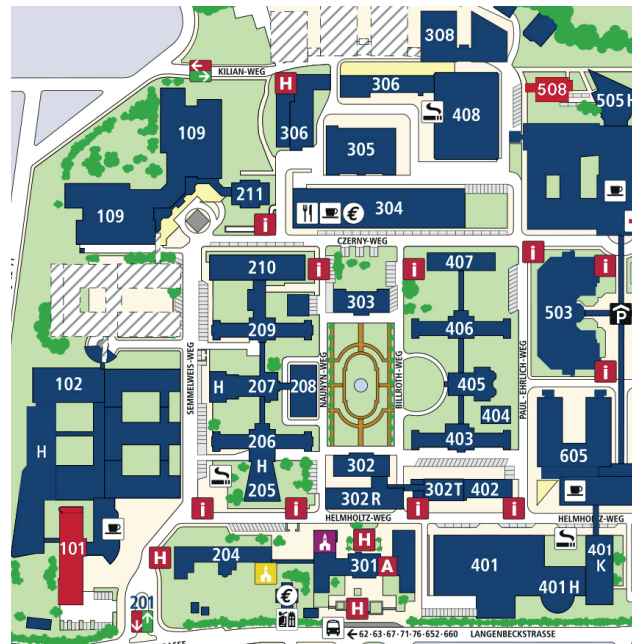 308
KILIAN-WEG
H
306
306
408
508
505 H
109
305
211
109
304
€
i
CZERNY-WEG
210
i
303
i
407
i
i
503
P
209
406
SEMMELWEIS-WEG
NAUNYN-WEG
BILLROTH-WEG
PAUL-EHRLICH-WEG
102
H
207
208
405
i
404
206
403
H
H
205
302
605
302 R
302T
402
i
i
i
i
HELMHOLTZ-WEG
HELMHOLTZ-WEG
101
H
204
H
301
A
401
401
K
€
401 H
201
H
62·63·67·71·76·652·660
LANGENBECKSTRASSE